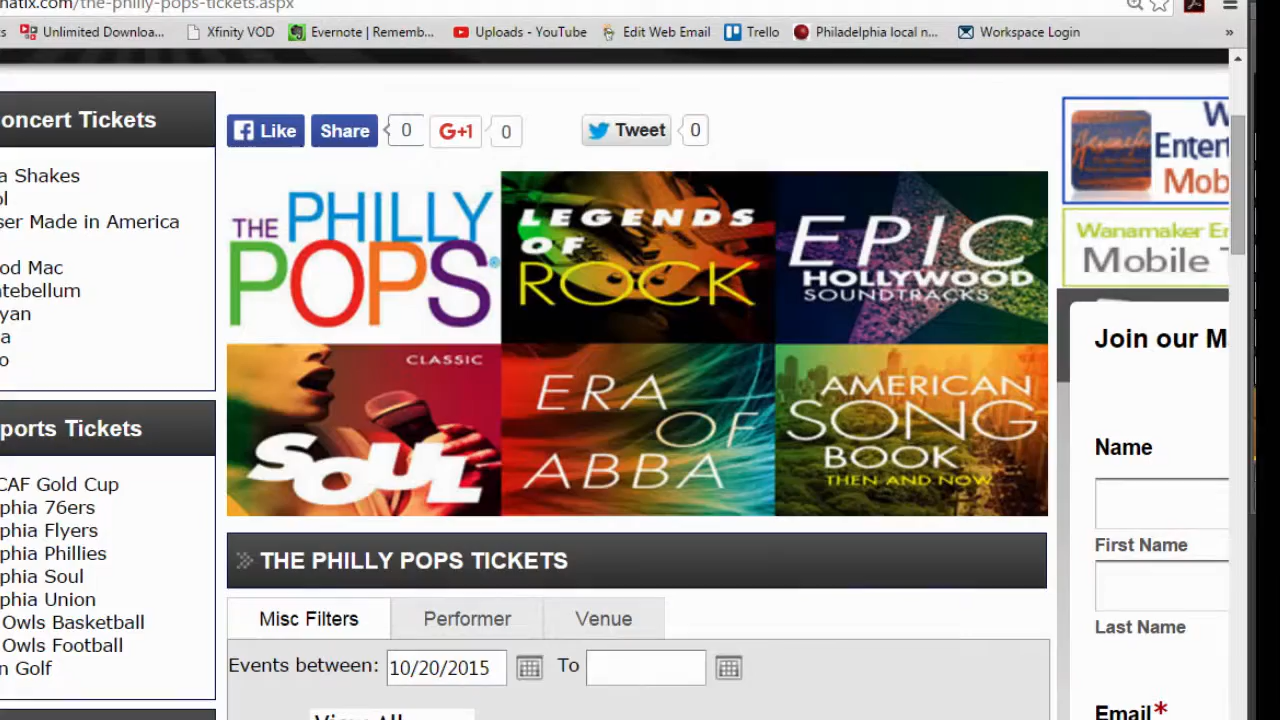 natix.com/the-philly-pops-tickets.aspx
Unlimited Downloa... Xfinity VOD Evernote | Rememb... Uploads - YouTube Edit Web Email Trello Philadelphia local n... Workspace Login »
oncert Tickets
a Shakes
ol
ser Made in America
od Mac
ntebellum
yan
a
o
ports Tickets
CAF Gold Cup
phia 76ers
phia Flyers
phia Phillies
phia Soul
phia Union
Owls Basketball
Owls Football
n Golf
Like Share 0 G+1 0 Tweet 0
THE PHILLY
POPS®
LEGENDS
OF
ROCK
EPIC
HOLLYWOOD
SOUNDTRACKS
CLASSIC
SOUL
ERA
OF
ABBA
AMERICAN
SONG
BOOK
THEN AND NOW
THE PHILLY POPS TICKETS
Misc Filters Performer Venue
Events between: 10/20/2015 To
View All
W
Enter
Mob
Wanamaker Er
Mobile T
Join our M
Name
First Name
Last Name
Email*